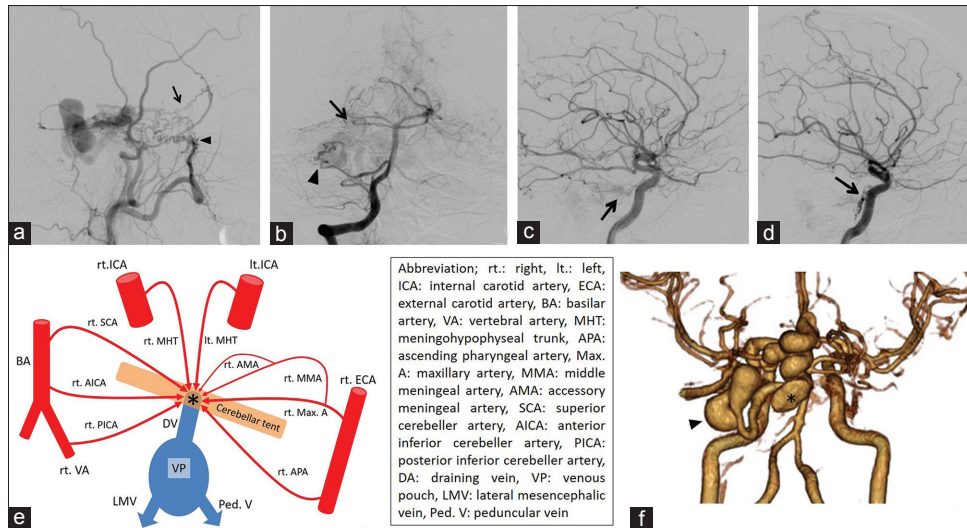 a
b
c
d
rt.ICA
lt.ICA
rt. SCA
rt. MHT
lt. MHT
BA
rt. AMA
rt. MMA
rt. ECA
rt. AICA
rt. Max. A
*
Cerebellar tent
DV
rt. PICA
rt. VA
VP
rt. APA
LMV
Ped. V
e
Abbreviation; rt.: right, lt.: left,
ICA: internal carotid artery, ECA:
external carotid artery, BA: basilar
artery, VA: vertebral artery, MHT:
meningohypophyseal trunk, APA:
ascending pharyngeal artery, Max.
A: maxillary artery, MMA: middle
meningeal artery, AMA: accessory
meningeal artery, SCA: superior
cerebeller artery, AICA: anterior
inferior cerebeller artery, PICA:
posterior inferior cerebeller artery,
DA: draining vein, VP: venous
pouch, LMV: lateral mesencephalic
vein, Ped. V: peduncular vein
*
f